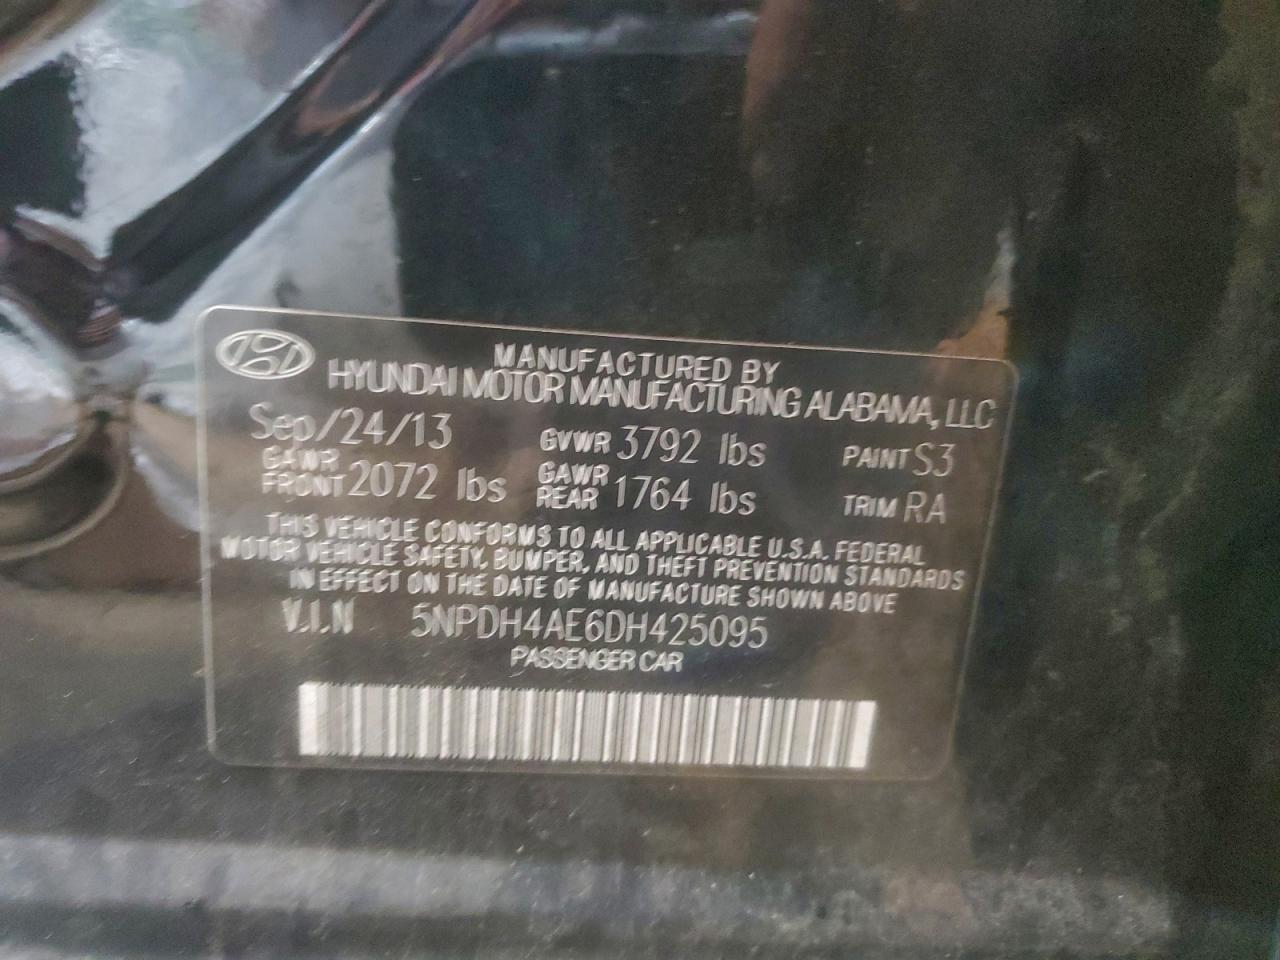 MANUFACTURED BY
HYUNDAI MOTOR MANUFACTURING ALABAMA, LLC
Sep/24/13 GVWR 3792 lbs PAINT S3
GAWR FRONT 2072 lbs GAWR REAR 1764 lbs TRIM RA
THIS VEHICLE CONFORMS TO ALL APPLICABLE U.S.A. FEDERAL
MOTOR VEHICLE SAFETY, BUMPER, AND THEFT PREVENTION STANDARDS
IN EFFECT ON THE DATE OF MANUFACTURE SHOWN ABOVE
V.I.N 5NPDH4AE6DH425095
PASSENGER CAR